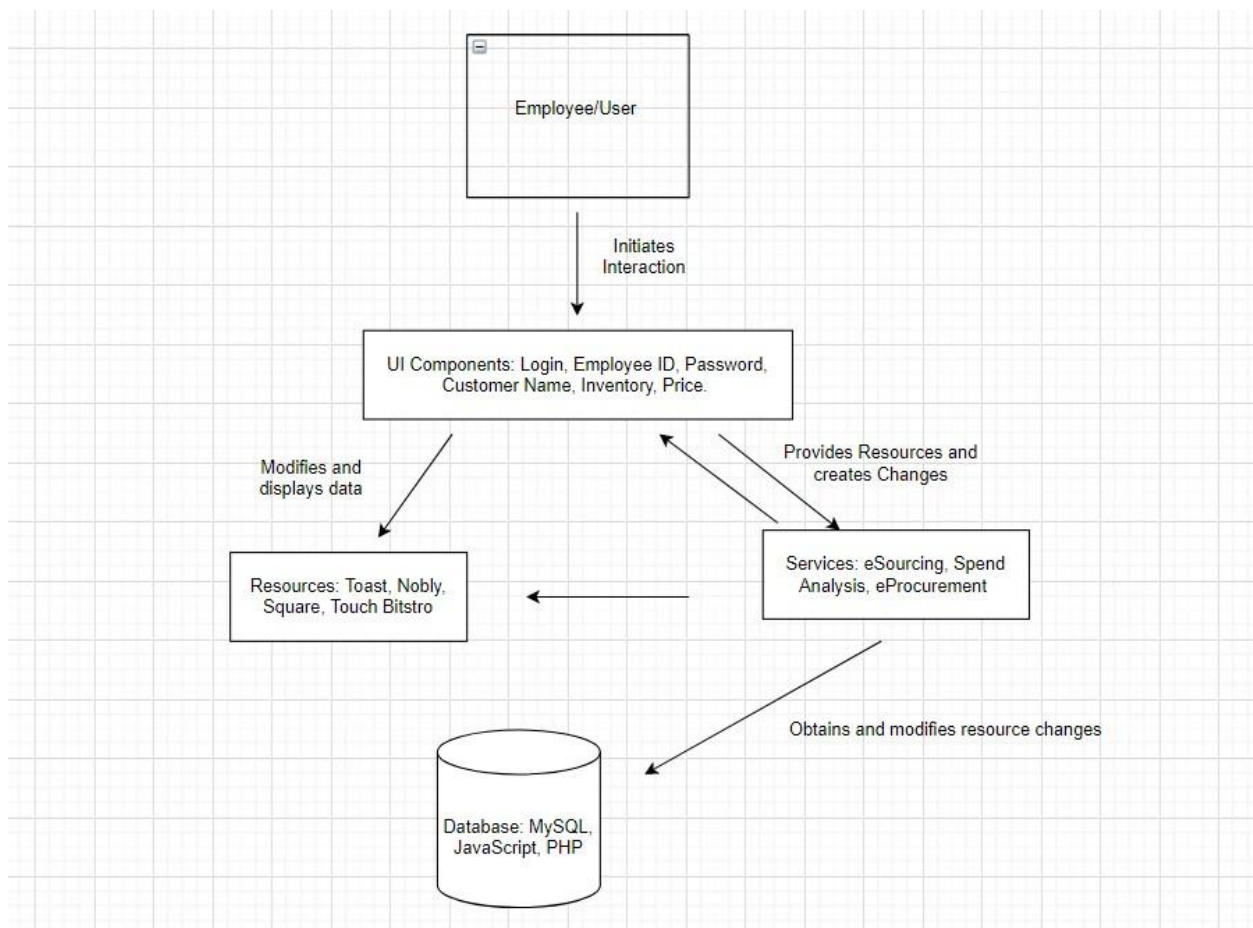 Employee/User
Initiates
Interaction
UI Components: Login, Employee ID, Password,
Customer Name, Inventory, Price.
Modifies and
displays data
Provides Resources and
creates Changes
Resources: Toast, Nobly,
Square, Touch Bitstro
Services: eSourcing, Spend
Analysis, eProcurement
Obtains and modifies resource changes
Database: MySQL,
JavaScript, PHP